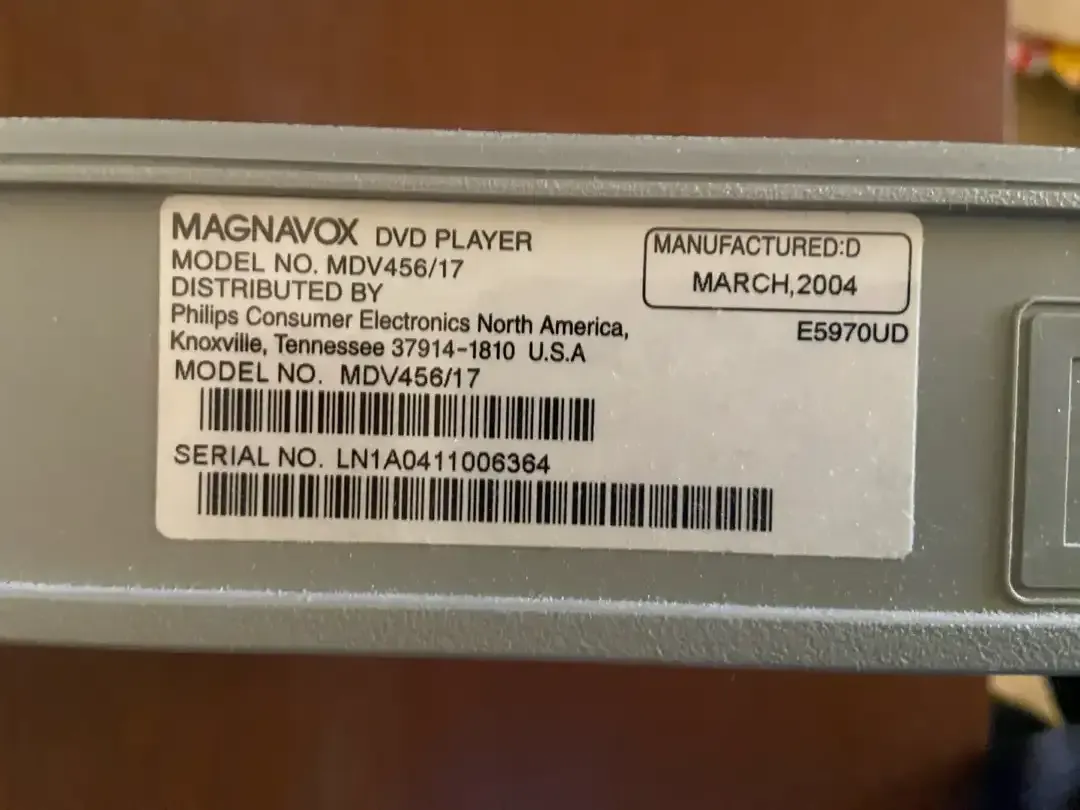 MAGNAVOX DVD PLAYER
MODEL NO. MDV456/17
DISTRIBUTED BY
Philips Consumer Electronics North America,
Knoxville, Tennessee 37914-1810 U.S.A
MODEL NO. MDV456/17
SERIAL NO. LN1A0411006364
MANUFACTURED:D
MARCH,2004
E5970UD